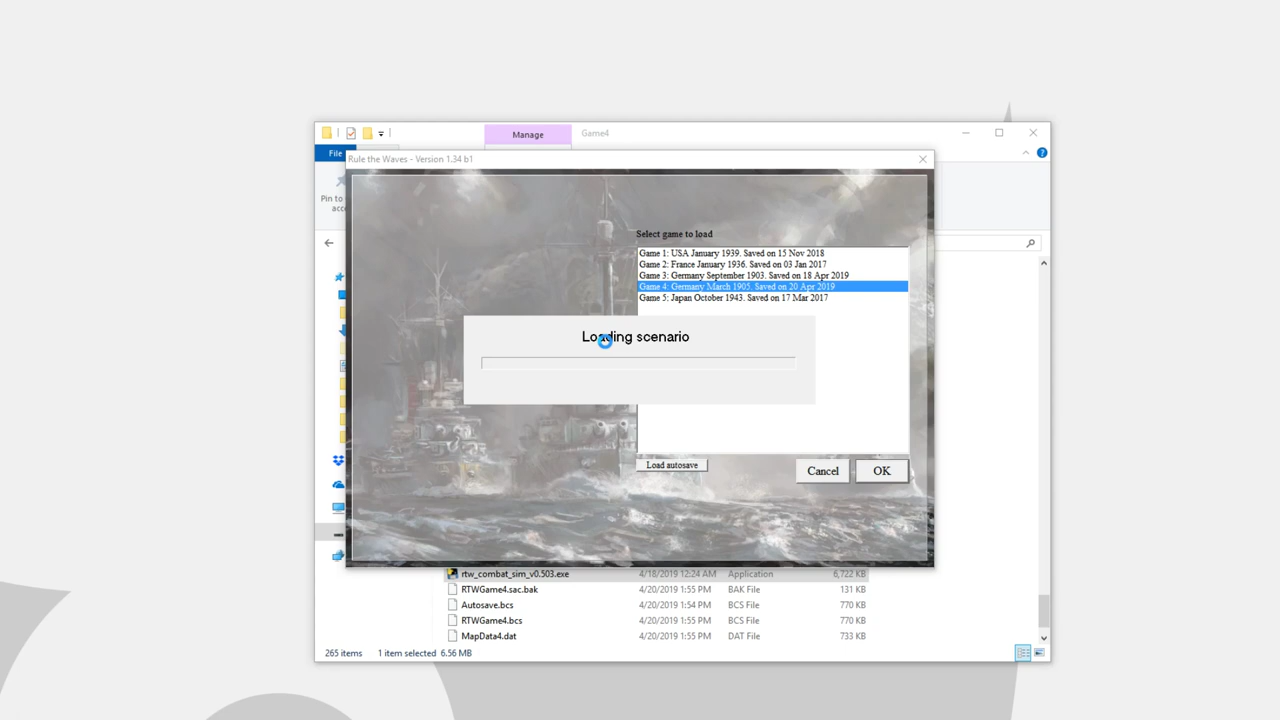 Manage
Game4
File
Rule the Waves - Version 1.34 b1
Pin to
acc
Select game to load
Game 1: USA January 1939. Saved on 15 Nov 2018
Game 2: France January 1936. Saved on 03 Jan 2017
Game 3: Germany September 1903. Saved on 18 Apr 2019
Game 4: Germany March 1905. Saved on 20 Apr 2019
Game 5: Japan October 1943. Saved on 17 Mar 2017
Loading scenario
Load autosave
Cancel
OK
rtw_combat_sim_v0.503.exe 4/18/2019 12:24 AM Application 6,722 KB
RTWGame4.sac.bak 4/20/2019 1:55 PM BAK File 131 KB
Autosave.bcs 4/20/2019 1:54 PM BCS File 770 KB
RTWGame4.bcs 4/20/2019 1:55 PM BCS File 770 KB
MapData4.dat 4/20/2019 1:55 PM DAT File 733 KB
265 items 1 item selected 6.56 MB